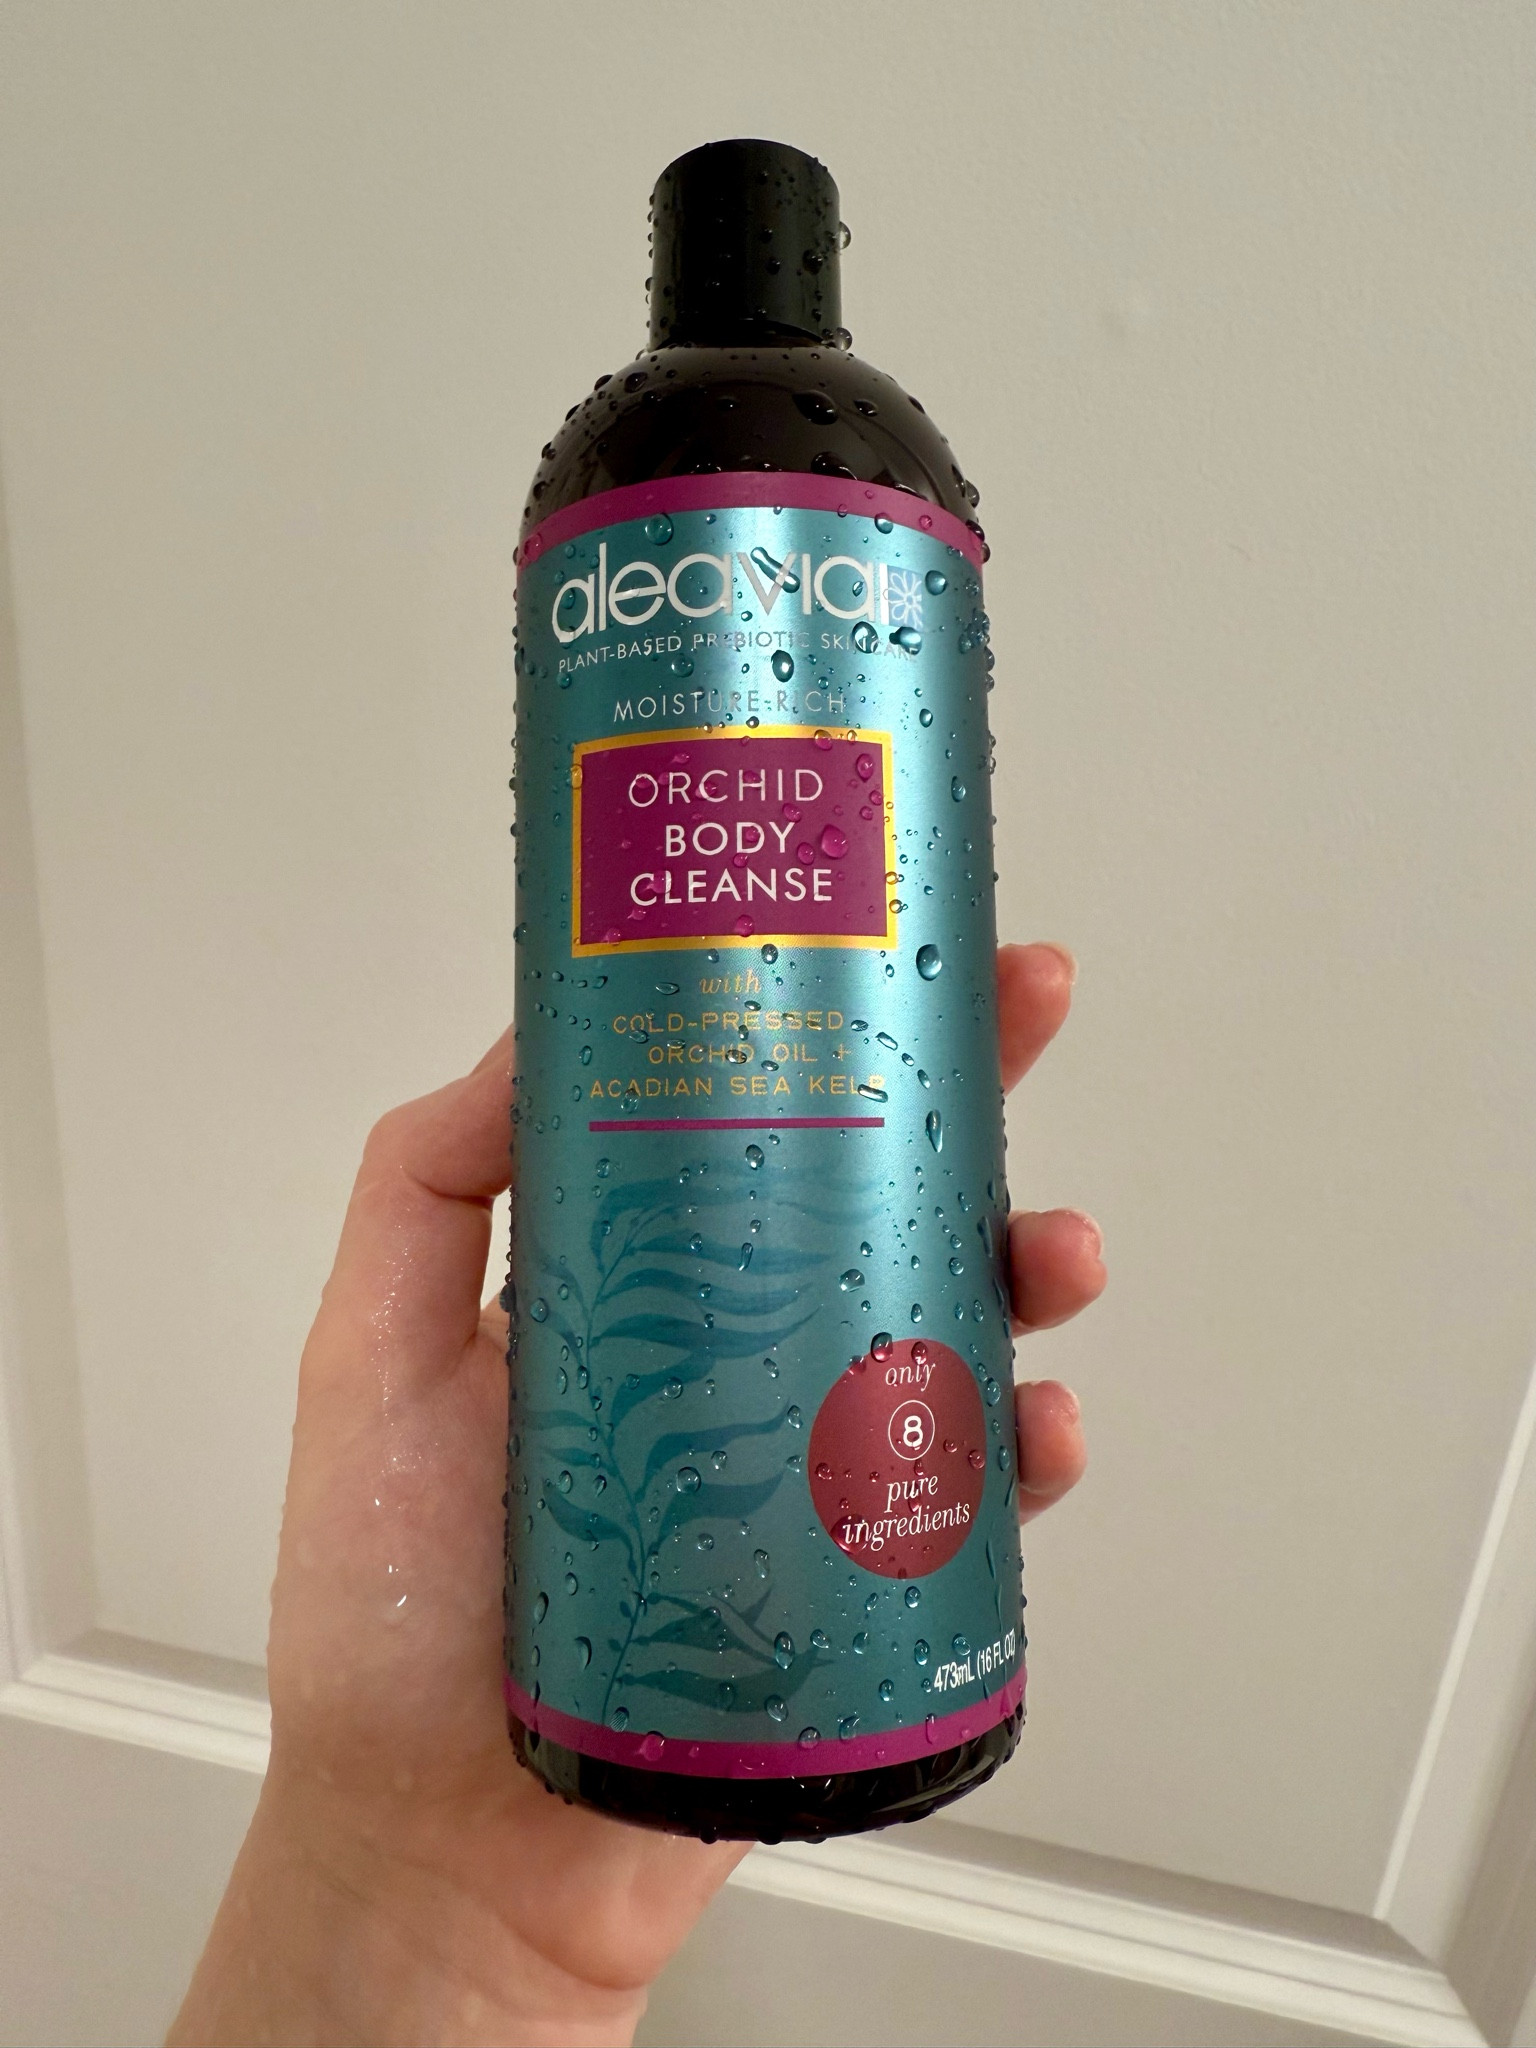 aleavia
PLANT-BASED PREBIOTIC SKINCARE
MOISTURE-RICH
ORCHID
BODY
CLEANSE
with
COLD-PRESSED
ORCHID OIL +
ACADIAN SEA KELP
only
8
pure
ingredients
473mL (16 FL OZ)